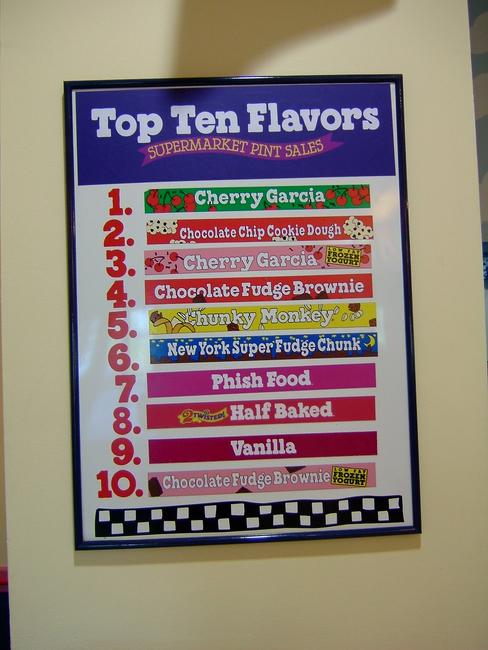 Top Ten Flavors
SUPERMARKET PINT SALES
1. Cherry Garcia
2. Chocolate Chip Cookie Dough
3. Cherry Garcia LOW FAT FROZEN YOGURT
4. Chocolate Fudge Brownie
5. Chunky Monkey
6. New York Super Fudge Chunk
7. Phish Food
8. 2 TWISTED! Half Baked
9. Vanilla
10. Chocolate Fudge Brownie LOW FAT FROZEN YOGURT